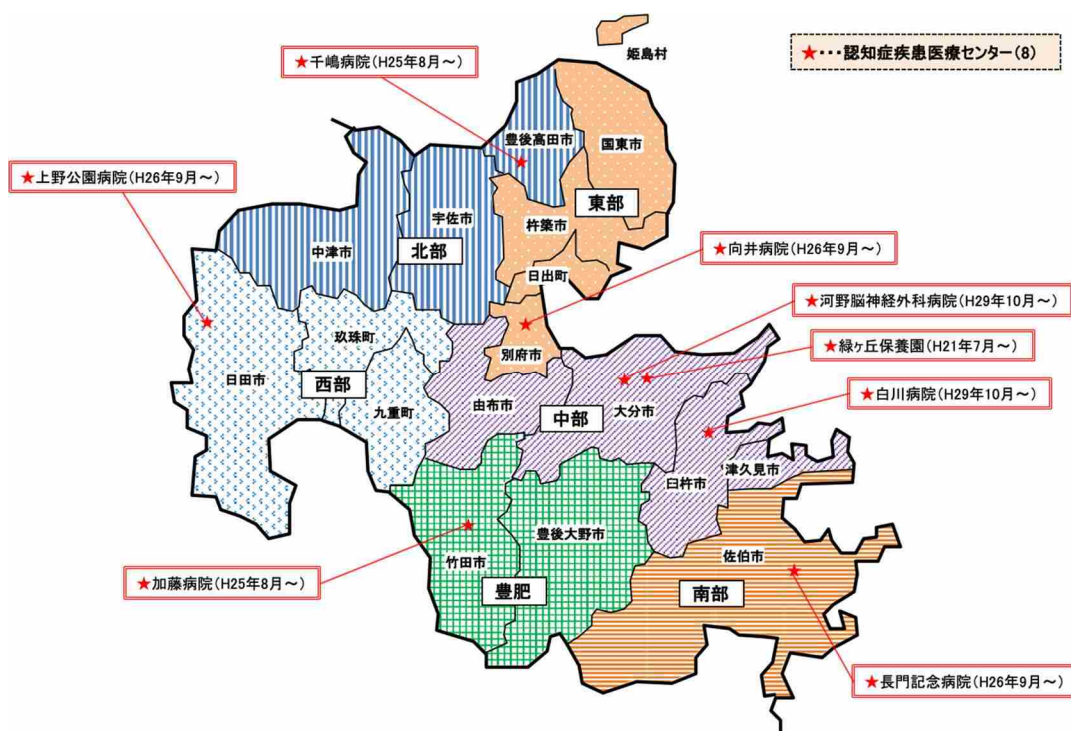 姫島村
★･･･認知症疾患医療センター(8)
★千嶋病院(H25年8月～)
豊後高田市
国東市
★上野公園病院(H26年9月～)
東部
宇佐市
杵築市
北部
中津市
★向井病院(H26年9月～)
日出町
★河野脳神経外科病院(H29年10月～)
玖珠町
★緑ヶ丘保養園(H21年7月～)
別府市
日田市
西部
★白川病院(H29年10月～)
九重町
由布市
中部
大分市
津久見市
臼杵市
豊後大野市
佐伯市
竹田市
★加藤病院(H25年8月～)
豊肥
南部
★長門記念病院(H26年9月～)